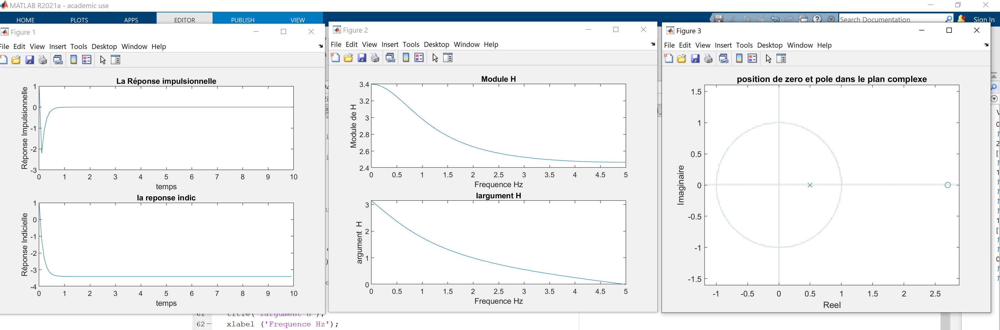 MATLAB R2021a - academic use
HOME PLOTS APPS EDITOR PUBLISH VIEW
Search Documentation
Sign In
Figure 1
File Edit View Insert Tools Desktop Window Help
La Réponse impulsionnelle
Réponse Impulsionnelle
1
0
-1
-2
-3
0 1 2 3 4 5 6 7 8 9 10
temps
la reponse indic
Réponse Indicielle
1
0
-1
-2
-3
-4
0 1 2 3 4 5 6 7 8 9 10
temps
Figure 2
File Edit View Insert Tools Desktop Window Help
Module H
Module de H
3.4
3.2
3
2.8
2.6
2.4
0 0.5 1 1.5 2 2.5 3 3.5 4 4.5 5
Frequence Hz
largument H
argument H
3
2
1
0
0 0.5 1 1.5 2 2.5 3 3.5 4 4.5 5
Frequence Hz
Figure 3
File Edit View Insert Tools Desktop Window Help
position de zero et pole dans le plan complexe
Imaginaire
1.5
1
0.5
0
-0.5
-1
-1.5
-1 -0.5 0 0.5 1 1.5 2 2.5
Reel
61 title('largument H');
62 xlabel ('Frequence Hz');